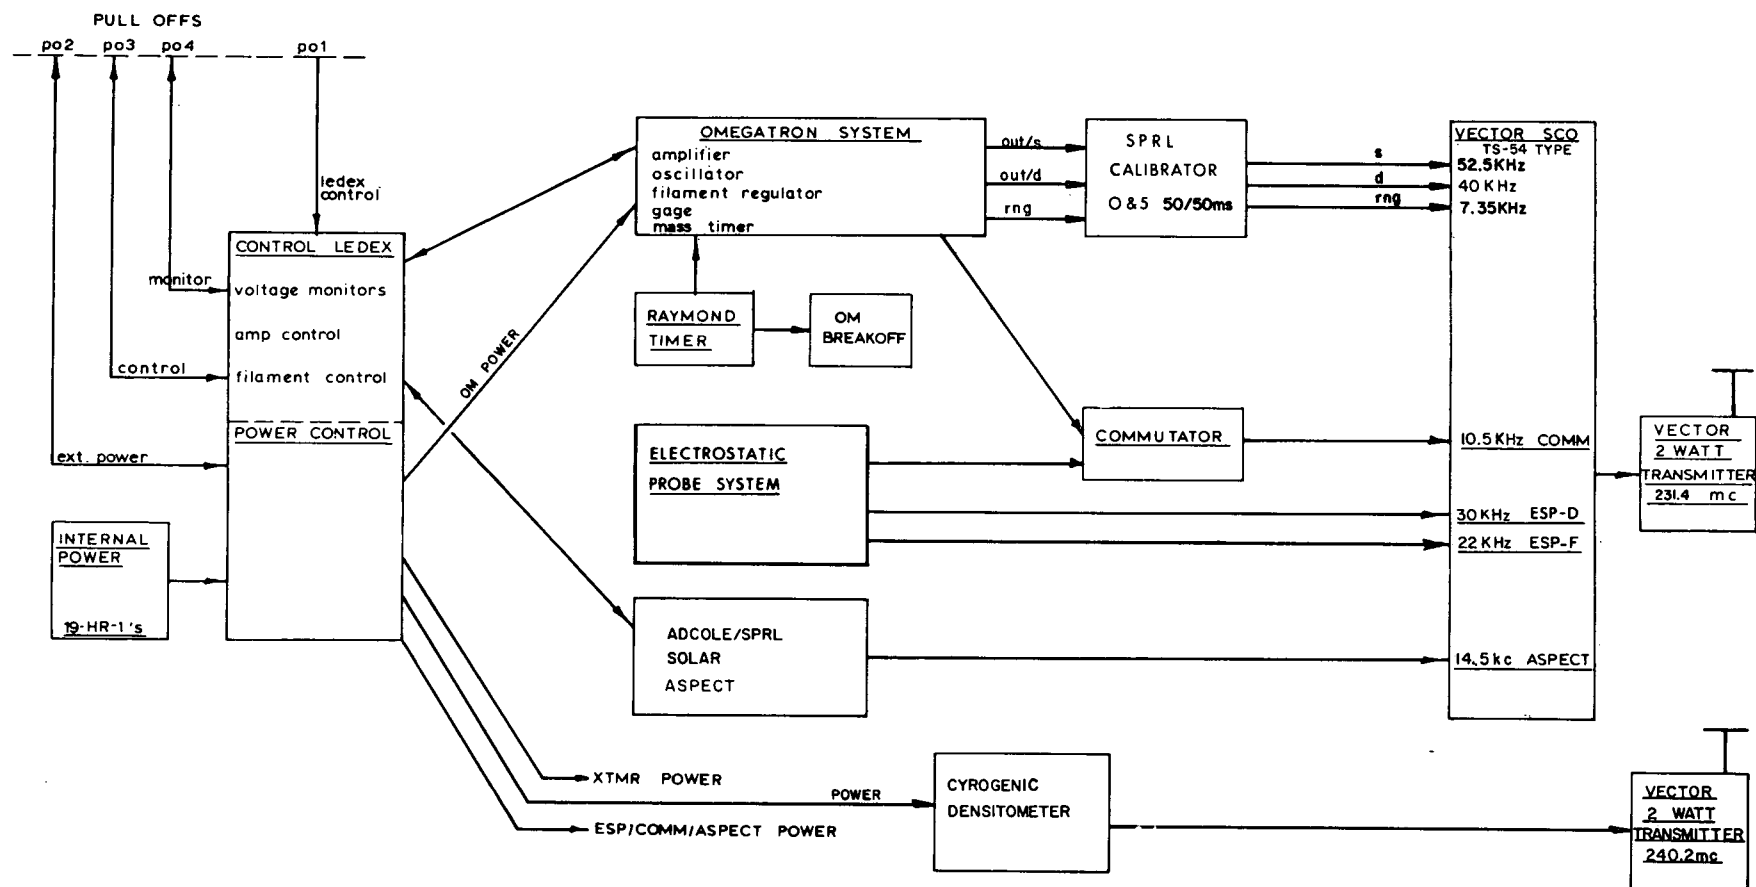 PULL OFFS
po2 po3 po4 po1
ledex
control
CONTROL LEDEX
monitor
voltage monitors
amp control
control
filament control
POWER CONTROL
ext. power
INTERNAL
POWER
19-HR-1's
OM POWER
OMEGATRON SYSTEM
amplifier
oscillator
filament regulator
gage
mass timer
out/s
out/d
rng
SPRL
CALIBRATOR
O&5 50/50ms
s
d
rng
VECTOR SCO
TS-54 TYPE
52.5KHz
40 KHz
7.35KHz
RAYMOND
TIMER
OM
BREAKOFF
ELECTROSTATIC
PROBE SYSTEM
COMMUTATOR
10.5KHz COMM
30KHz ESP-D
22KHz ESP-F
VECTOR
2 WATT
TRANSMITTER
231.4 mc
ADCOLE/SPRL
SOLAR
ASPECT
14.5kc ASPECT
XTMR POWER
POWER
ESP/COMM/ASPECT POWER
CYROGENIC
DENSITOMETER
VECTOR
2 WATT
TRANSMITTER
240.2mc